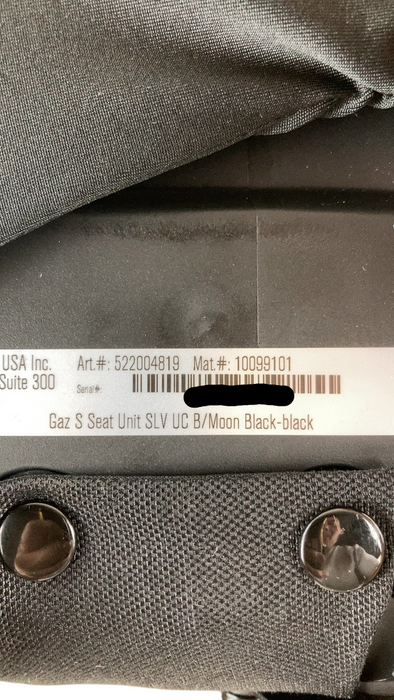 USA Inc. Art.#: 522004819 Mat.#: 10099101
Suite 300 Serial#:
Gaz S Seat Unit SLV UC B/Moon Black-black